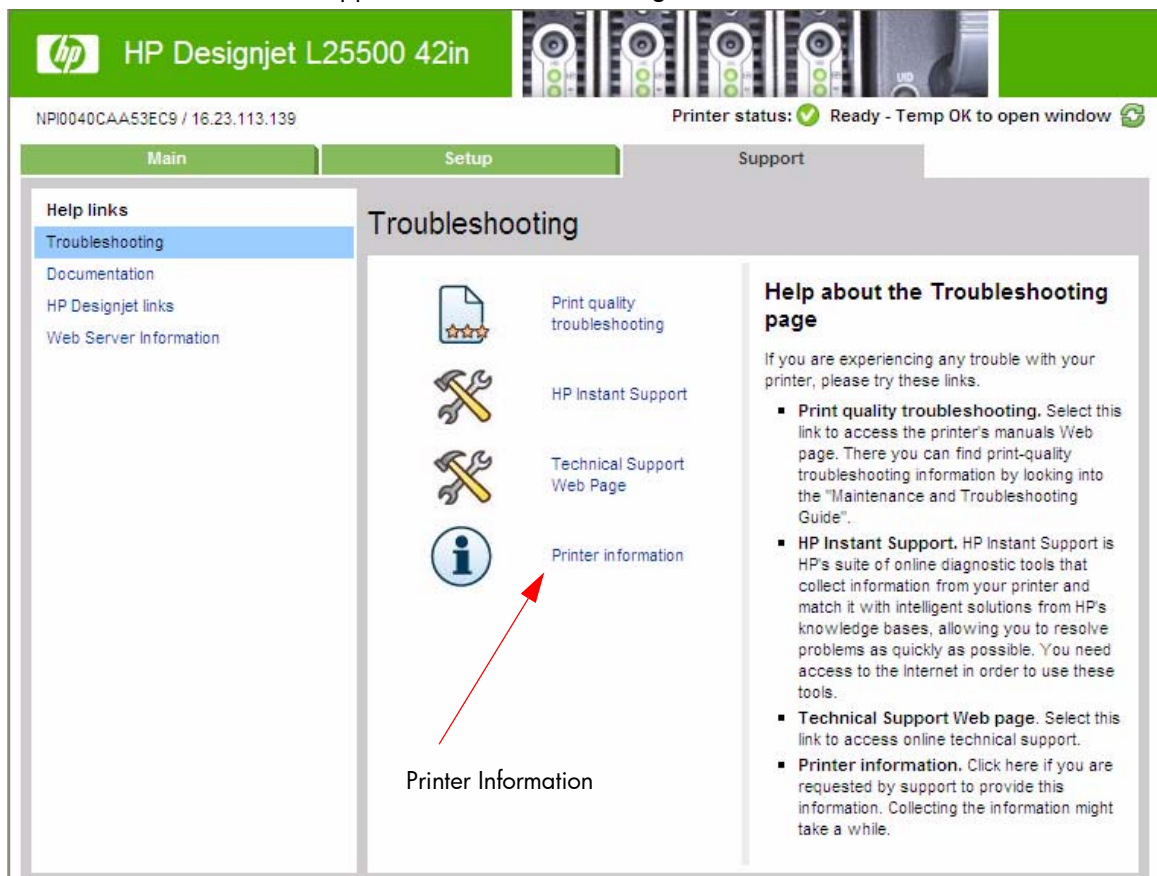 hp HP Designjet L25500 42in
UID
NPI0040CAA53EC9 / 16.23.113.139
Printer status: Ready - Temp OK to open window
Main Setup Support
Help links
Troubleshooting
Documentation
HP Designjet links
Web Server Information
Troubleshooting
Print quality
troubleshooting
HP Instant Support
Technical Support
Web Page
Printer information
Printer Information
Help about the Troubleshooting
page
If you are experiencing any trouble with your
printer, please try these links.
▪ Print quality troubleshooting. Select this
link to access the printer's manuals Web
page. There you can find print-quality
troubleshooting information by looking into
the "Maintenance and Troubleshooting
Guide".
▪ HP Instant Support. HP Instant Support is
HP's suite of online diagnostic tools that
collect information from your printer and
match it with intelligent solutions from HP's
knowledge bases, allowing you to resolve
problems as quickly as possible. You need
access to the Internet in order to use these
tools.
▪ Technical Support Web page. Select this
link to access online technical support.
▪ Printer information. Click here if you are
requested by support to provide this
information. Collecting the information might
take a while.